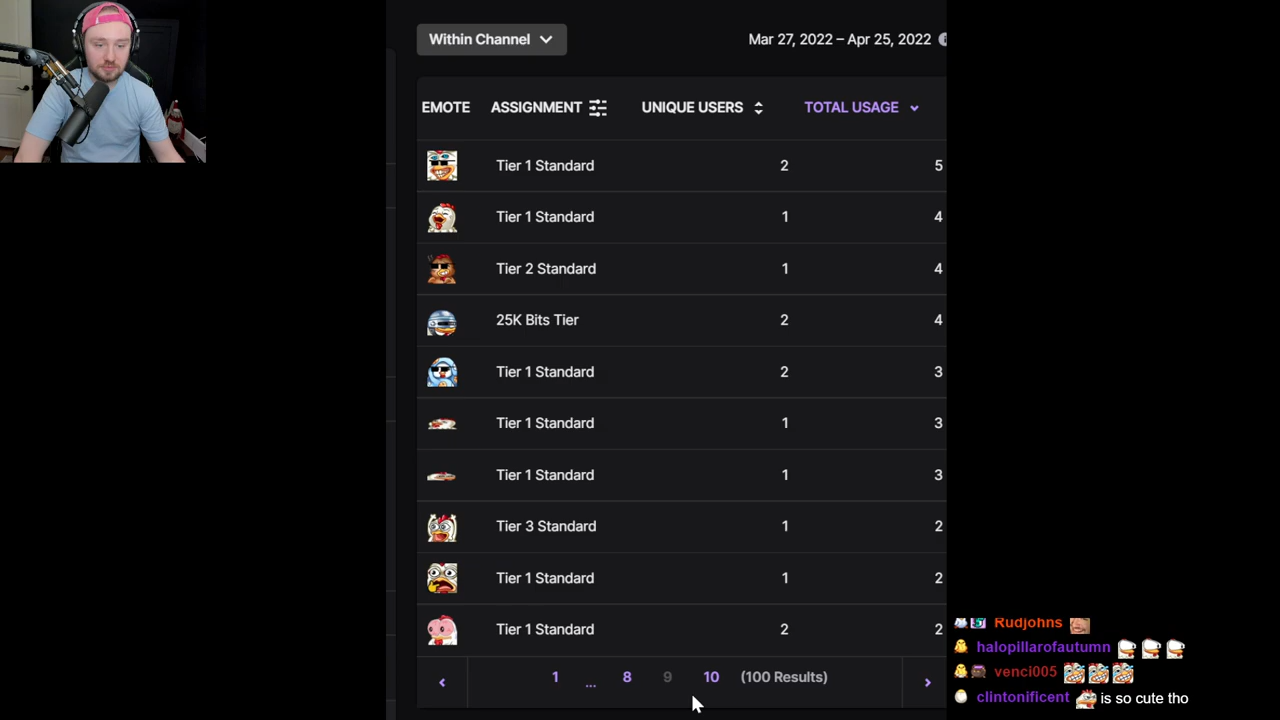 Within Channel
Mar 27, 2022 – Apr 25, 2022
EMOTE ASSIGNMENT UNIQUE USERS TOTAL USAGE
Tier 1 Standard 2 5
Tier 1 Standard 1 4
Tier 2 Standard 1 4
25K Bits Tier 2 4
Tier 1 Standard 2 3
Tier 1 Standard 1 3
Tier 1 Standard 1 3
Tier 3 Standard 1 2
Tier 1 Standard 1 2
Tier 1 Standard 2 2
1 ... 8 9 10 (100 Results)
Rudjohns
halopillarofautumn
venci005
clintonificent is so cute tho